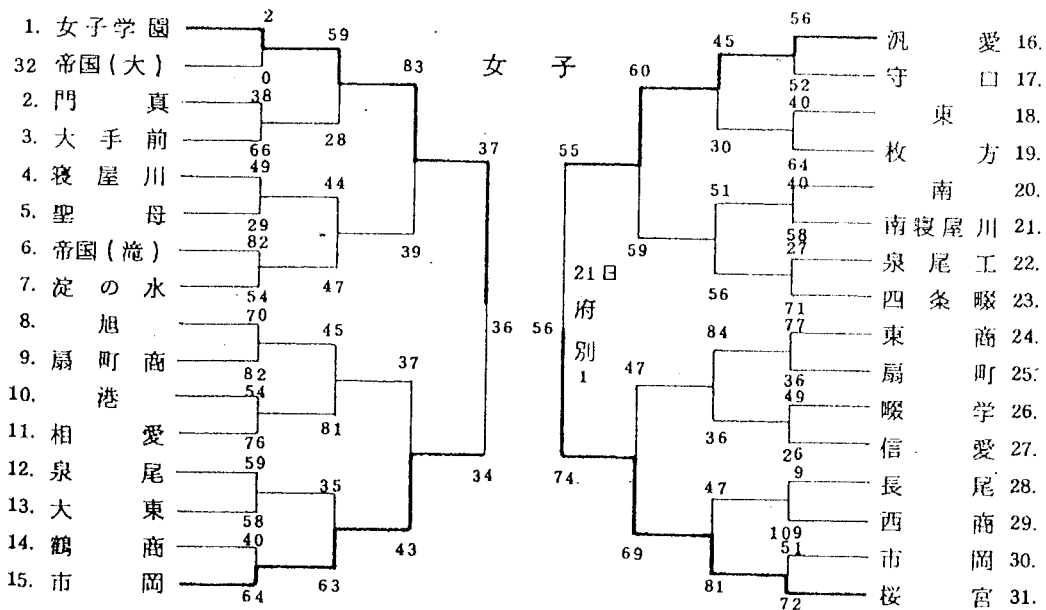 女子
1. 女子学園
32 帝国(大)
2. 門真
3. 大手前
4. 寝屋川
5. 聖母
6. 帝国(滝)
7. 淀の水
8. 旭
9. 扇町商
10. 港
11. 相愛
12. 泉尾
13. 大東
14. 鶴商
15. 市岡
2
0
38
66
49
29
82
54
70
82
54
76
59
58
40
64
59
28
44
47
45
81
35
63
83
39
37
43
37
34
36
56
21日
府
別
1
55
74
60
59
47
69
45
30
51
56
84
36
47
81
56
52
40
64
40
58
27
71
77
36
49
26
9
109
51
72
汎愛 16.
守口 17.
東 18.
枚方 19.
南 20.
南寝屋川 21.
泉尾工 22.
四条畷 23.
東商 24.
扇町 25.
畷学 26.
信愛 27.
長尾 28.
西商 29.
市岡 30.
桜宮 31.